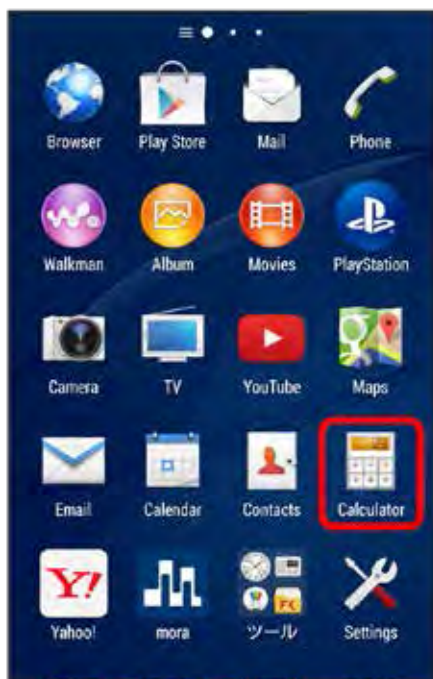 Browser Play Store Mail Phone
Walkman Album Movies PlayStation
Camera TV YouTube Maps
Email Calendar Contacts Calculator
Y!
Yahoo! mora ツール Settings